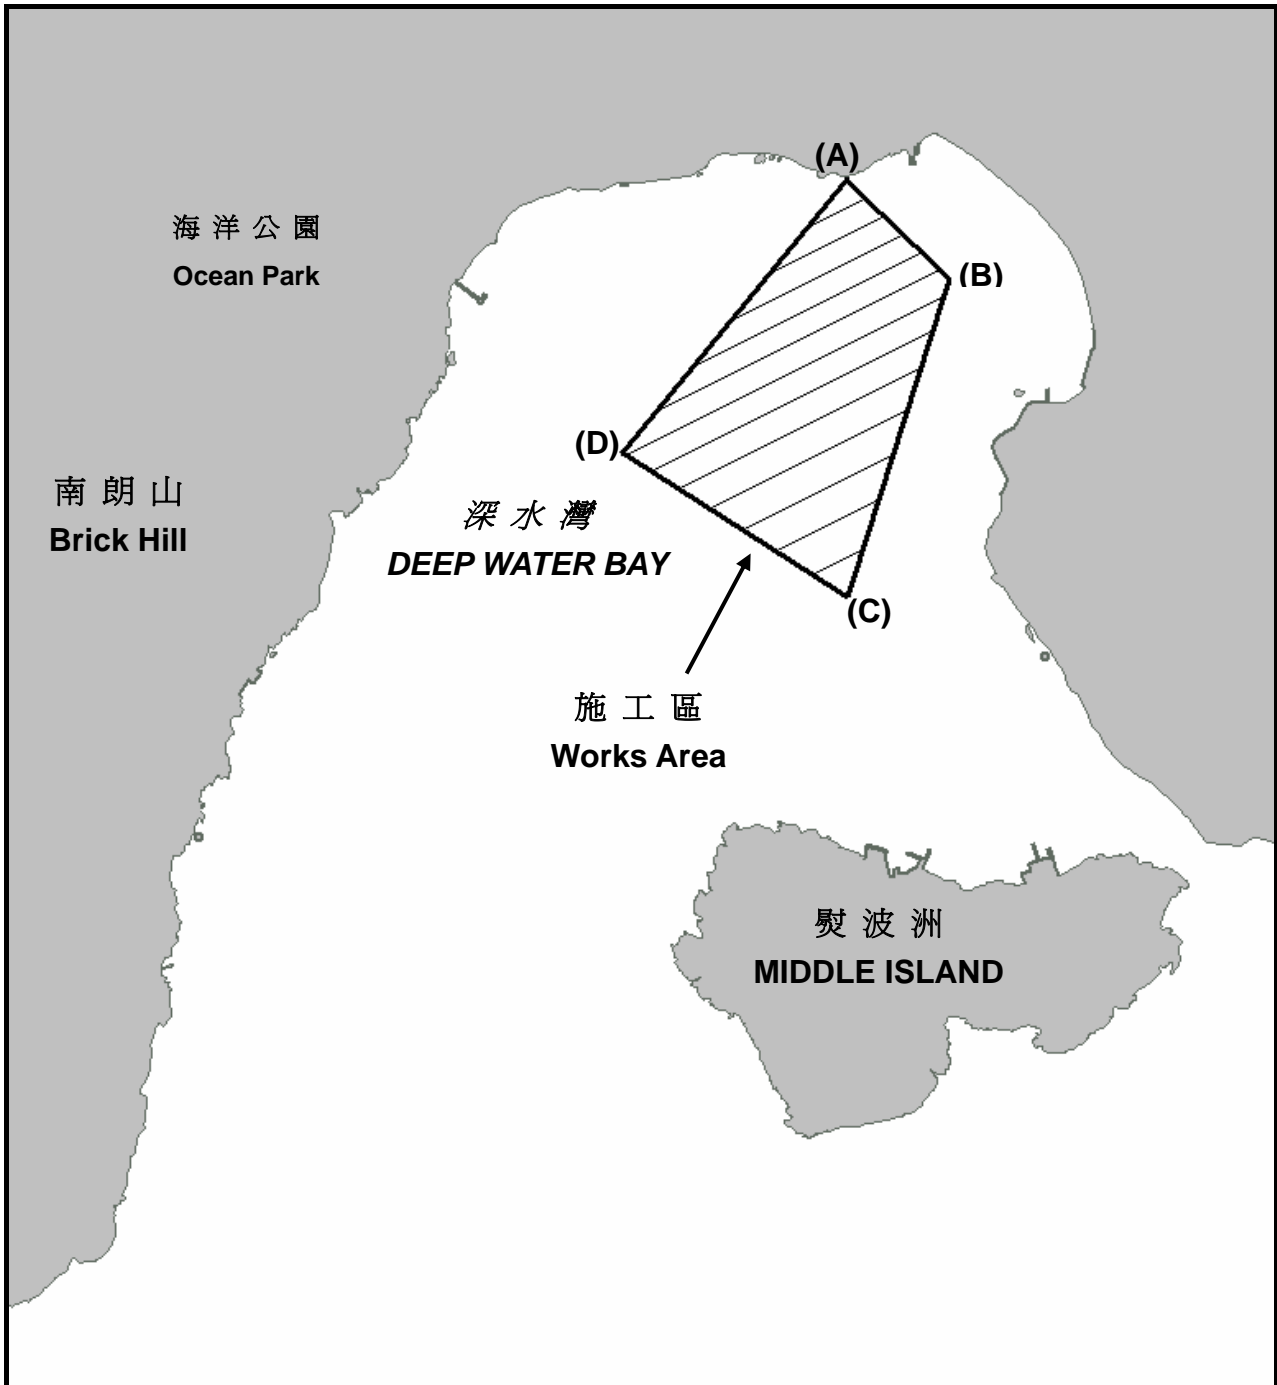 (A)
海洋公園
Ocean Park
(B)
(D)
南朗山
Brick Hill
深水灣
DEEP WATER BAY
(C)
施工區
Works Area
熨波洲
MIDDLE ISLAND